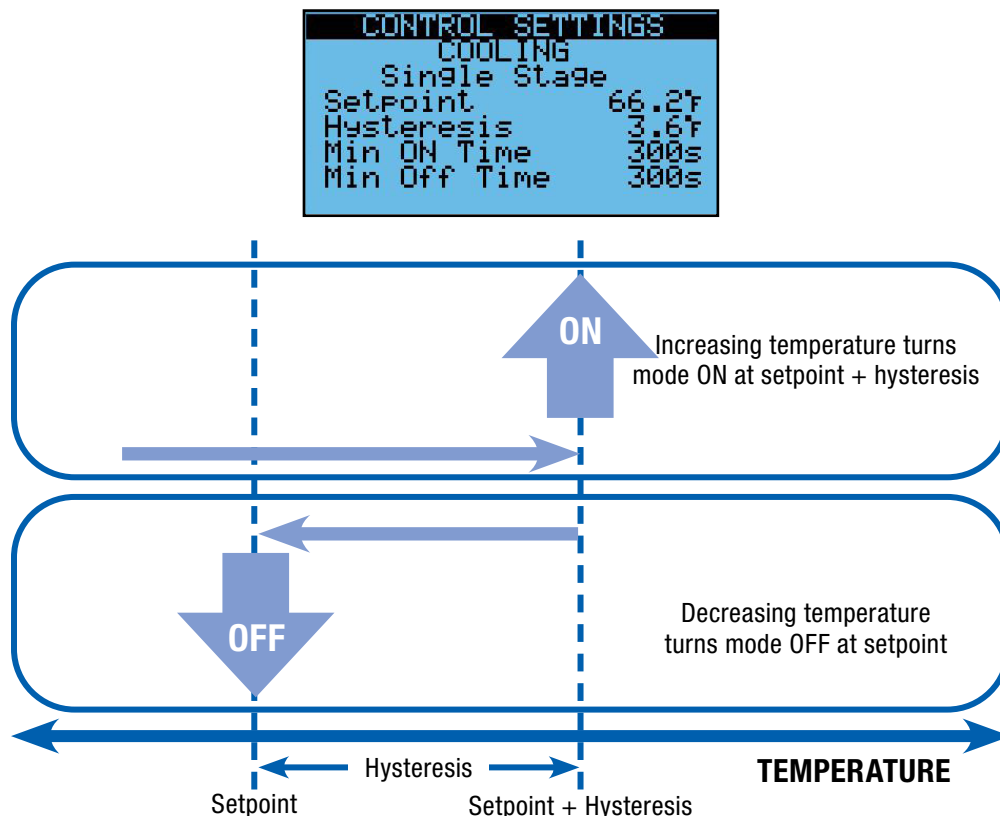 CONTROL SETTINGS
COOLING
Single Stage
Setpoint 66.2°F
Hysteresis 3.6°F
Min ON Time 300s
Min Off Time 300s
ON
Increasing temperature turns
mode ON at setpoint + hysteresis
OFF
Decreasing temperature
turns mode OFF at setpoint
Hysteresis
TEMPERATURE
Setpoint
Setpoint + Hysteresis